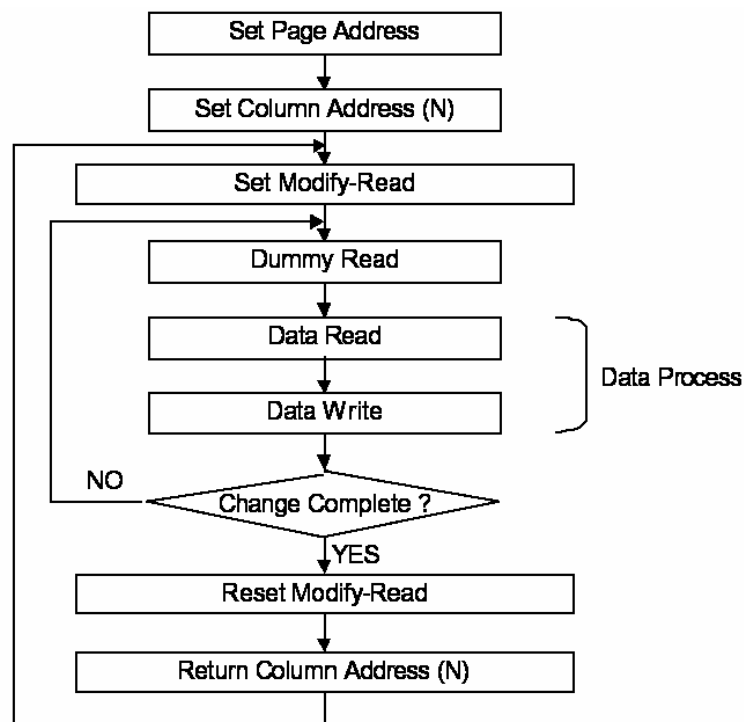 Set Page Address
Set Column Address (N)
Set Modify-Read
Dummy Read
Data Read
Data Process
Data Write
NO
Change Complete ?
YES
Reset Modify-Read
Return Column Address (N)